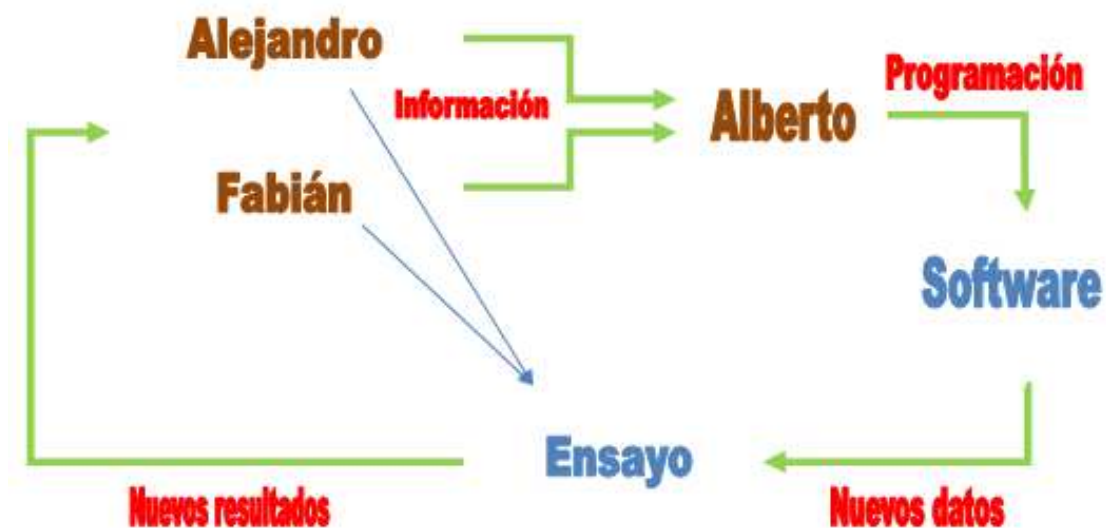 Alejandro
Información
Programación
Alberto
Fabián
Software
Ensayo
Nuevos resultados
Nuevos datos